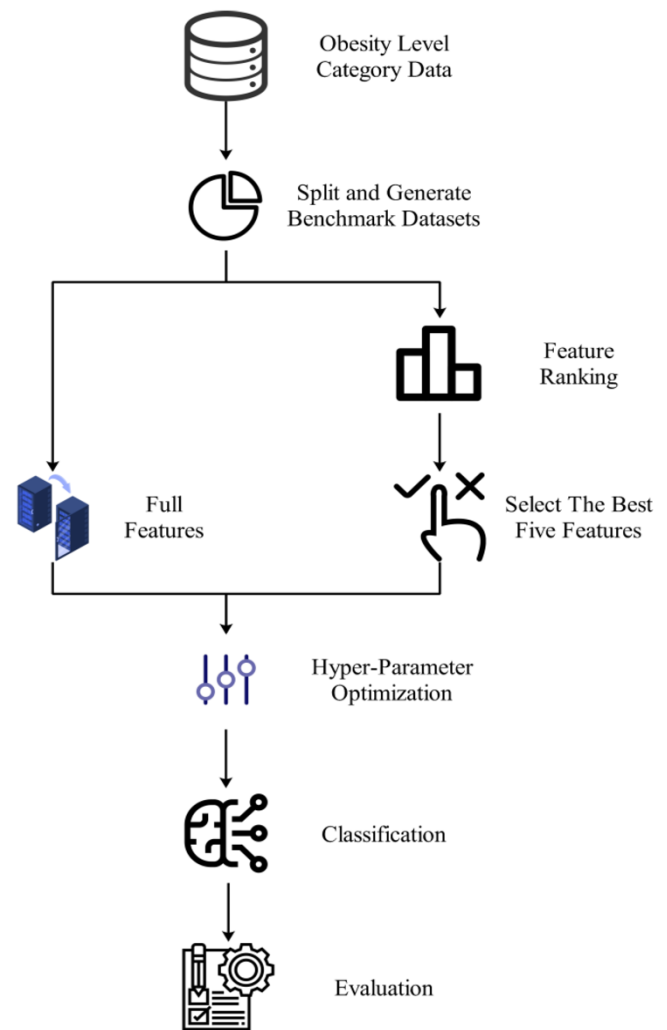 Obesity Level
Category Data
Split and Generate
Benchmark Datasets
Feature
Ranking
Full
Features
Select The Best
Five Features
Hyper-Parameter
Optimization
Classification
Evaluation